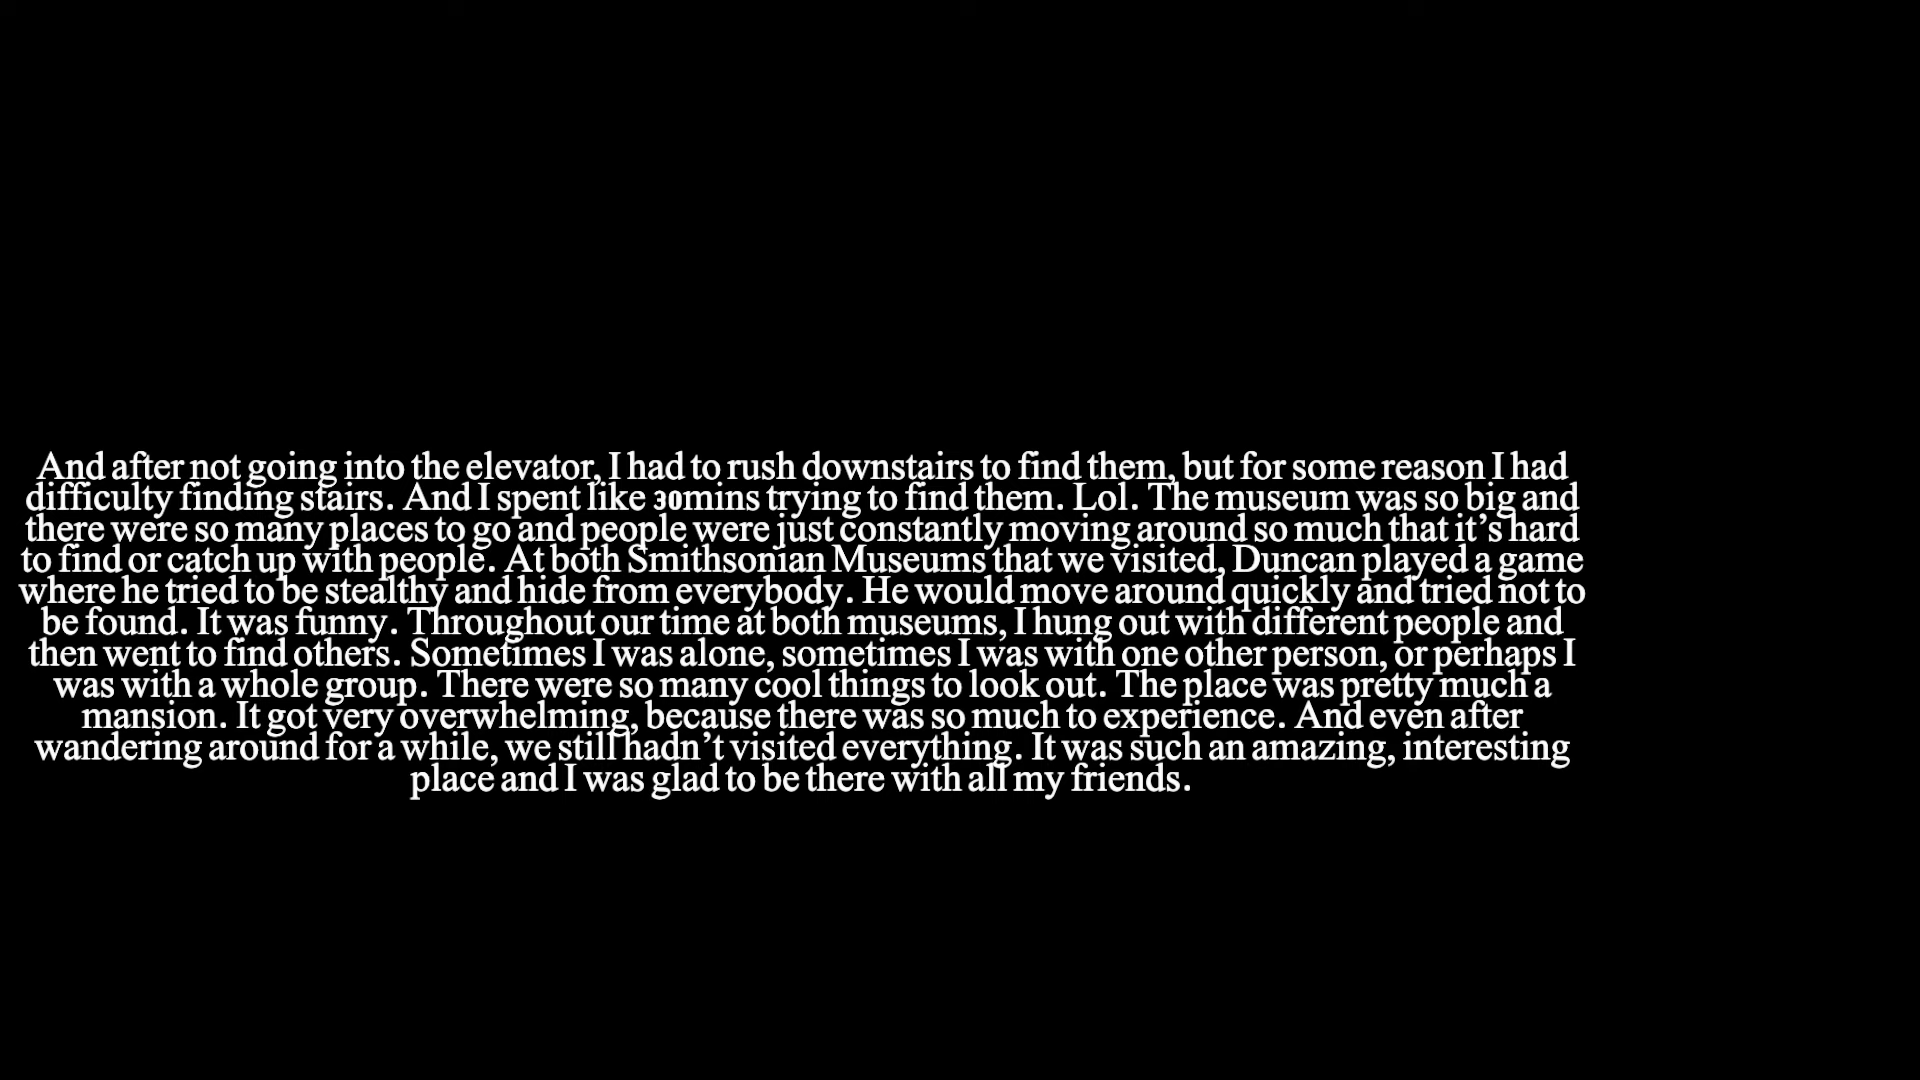 And after not going into the elevator, I had to rush downstairs to find them, but for some reason I had
difficulty finding stairs. And I spent like 30mins trying to find them. Lol. The museum was so big and
there were so many places to go and people were just constantly moving around so much that it’s hard
to find or catch up with people. At both Smithsonian Museums that we visited, Duncan played a game
where he tried to be stealthy and hide from everybody. He would move around quickly and tried not to
be found. It was funny. Throughout our time at both museums, I hung out with different people and
then went to find others. Sometimes I was alone, sometimes I was with one other person, or perhaps I
was with a whole group. There were so many cool things to look out. The place was pretty much a
mansion. It got very overwhelming, because there was so much to experience. And even after
wandering around for a while, we still hadn’t visited everything. It was such an amazing, interesting
place and I was glad to be there with all my friends.